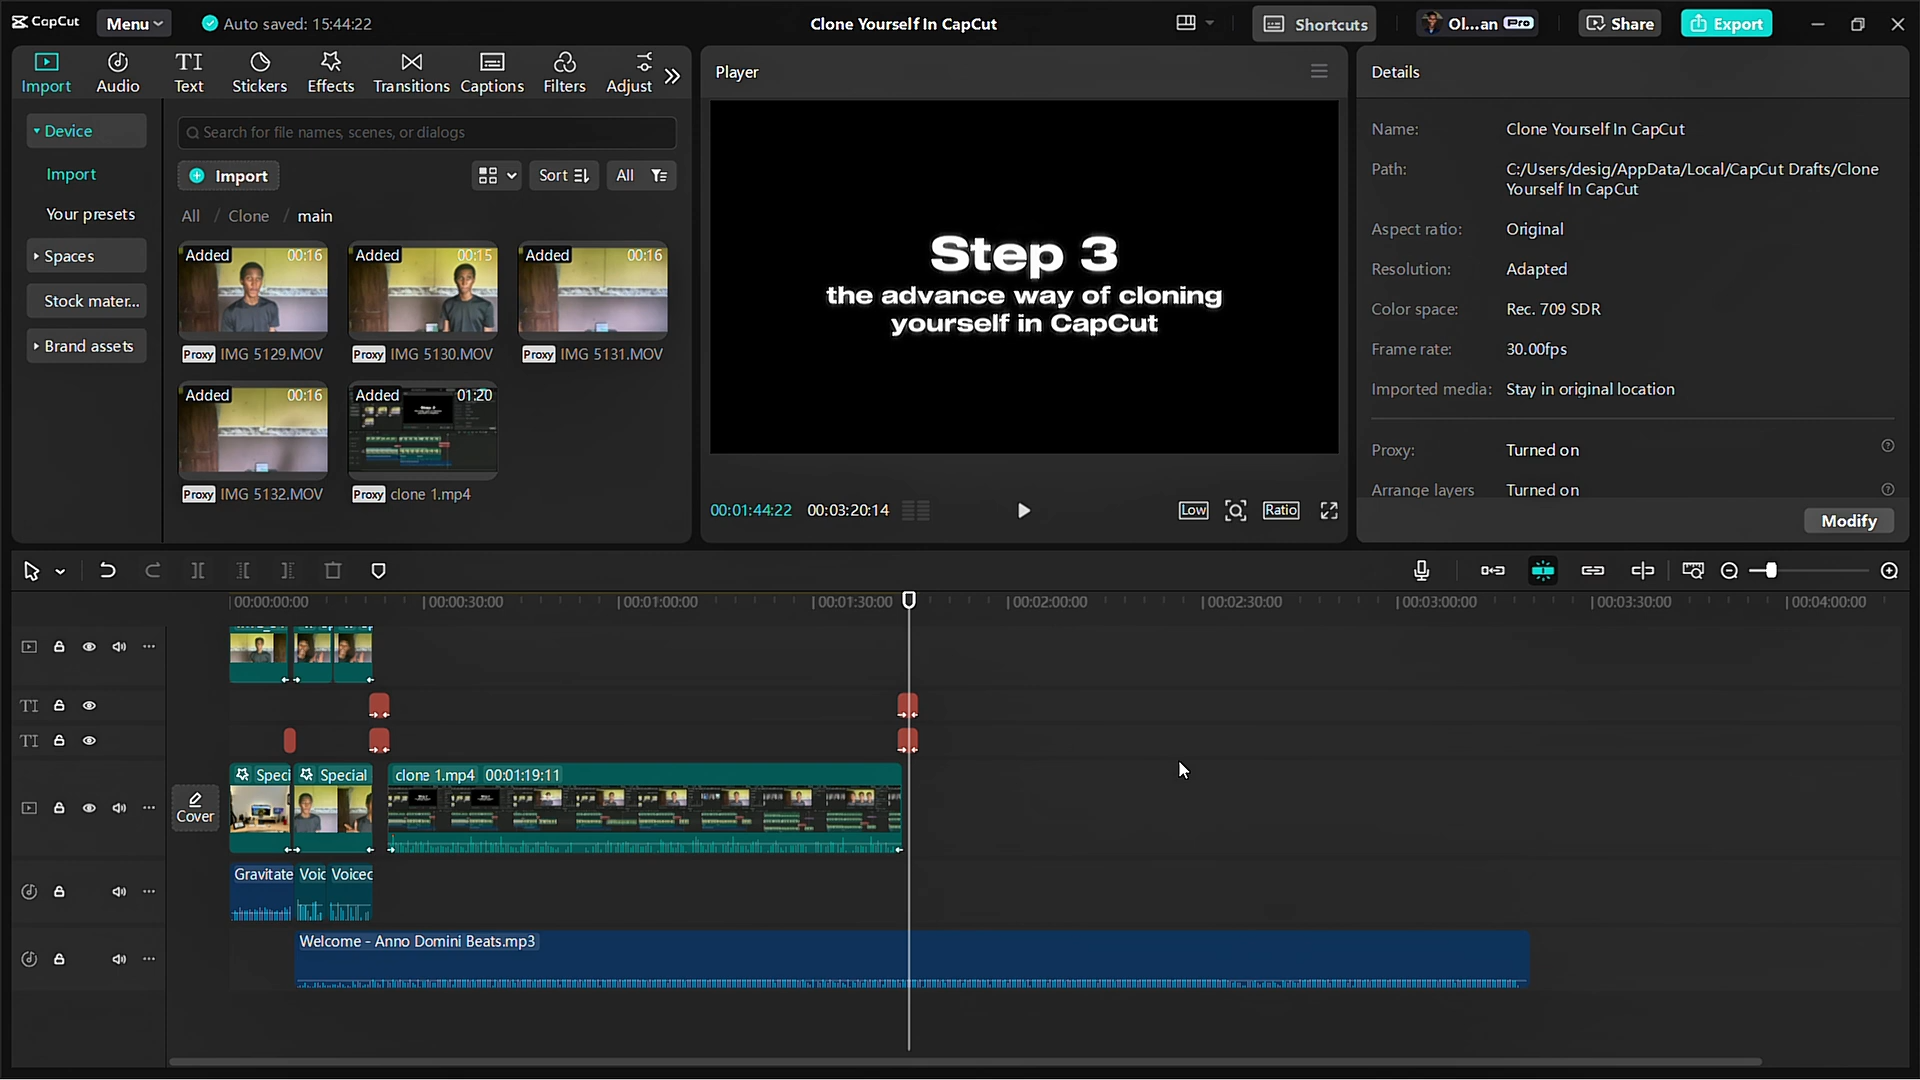 CapCut
Menu
Auto saved: 15:44:22
Clone Yourself In CapCut
Shortcuts
Ol...an Pro
Share
Export
Import
Audio
TI Text
Stickers
Effects
Transitions
Captions
Filters
Adjust
Device
Import
Your presets
Spaces
Stock mater...
Brand assets
Search for file names, scenes, or dialogs
Import
Sort
All
All / Clone / main
Added 00:16
Added 00:15
Added 00:16
Proxy IMG 5129.MOV
Proxy IMG 5130.MOV
Proxy IMG 5131.MOV
Added 00:16
Added 01:20
Proxy IMG 5132.MOV
Proxy clone 1.mp4
Player
Step 3
the advance way of cloning
yourself in CapCut
00:01:44:22 00:03:20:14
Low
Ratio
Details
Name: Clone Yourself In CapCut
Path: C:/Users/desig/AppData/Local/CapCut Drafts/Clone
Yourself In CapCut
Aspect ratio: Original
Resolution: Adapted
Color space: Rec. 709 SDR
Frame rate: 30.00fps
Imported media: Stay in original location
Proxy: Turned on
Arrange layers Turned on
Modify
00:00:00:00
00:00:30:00
00:01:00:00
00:01:30:00
00:02:00:00
00:02:30:00
00:03:00:00
00:03:30:00
00:04:00:00
TI
TI
Cover
Speci
Special
clone 1.mp4 00:01:19:11
Gravitate
Voic
Voicec
Welcome - Anno Domini Beats.mp3